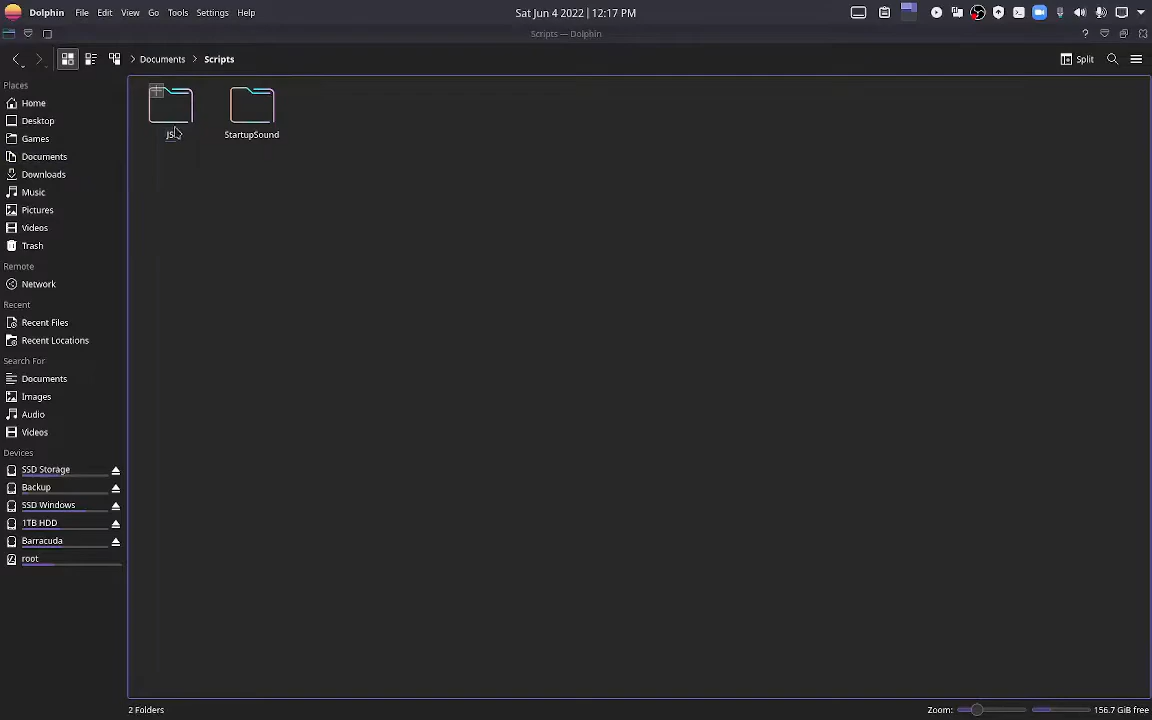 Dolphin File Edit View Go Tools Settings Help Sat Jun 4 2022 | 12:17 PM
Scripts — Dolphin
Documents Scripts Split
Places
Home
Desktop
Games
Documents
Downloads
Music
Pictures
Videos
Trash
Remote
Network
Recent
Recent Files
Recent Locations
Search For
Documents
Images
Audio
Videos
Devices
SSD Storage
Backup
SSD Windows
1TB HDD
Barracuda
root
JS StartupSound
2 Folders Zoom: 156.7 GiB free